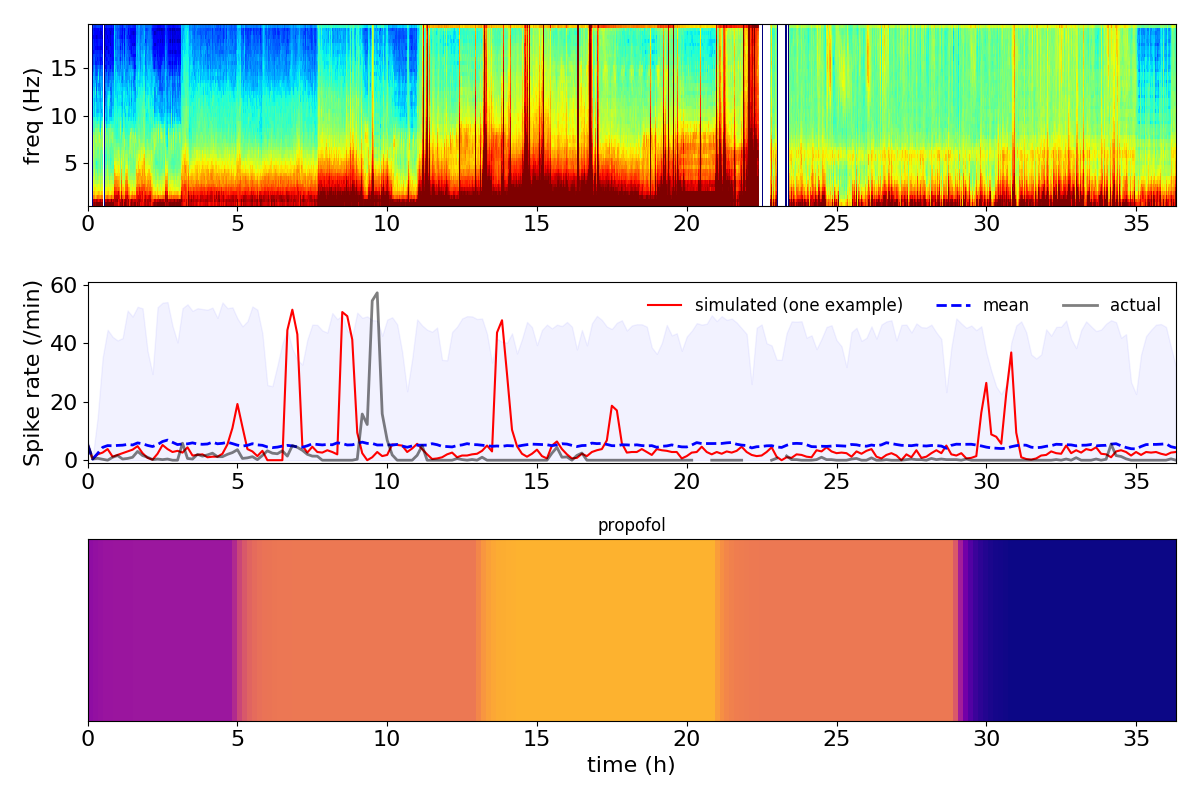 freq (Hz)
15
10
5
0 5 10 15 20 25 30 35
Spike rate (/min)
60
40
20
0
simulated (one example) mean actual
0 5 10 15 20 25 30 35
propofol
0 5 10 15 20 25 30 35
time (h)